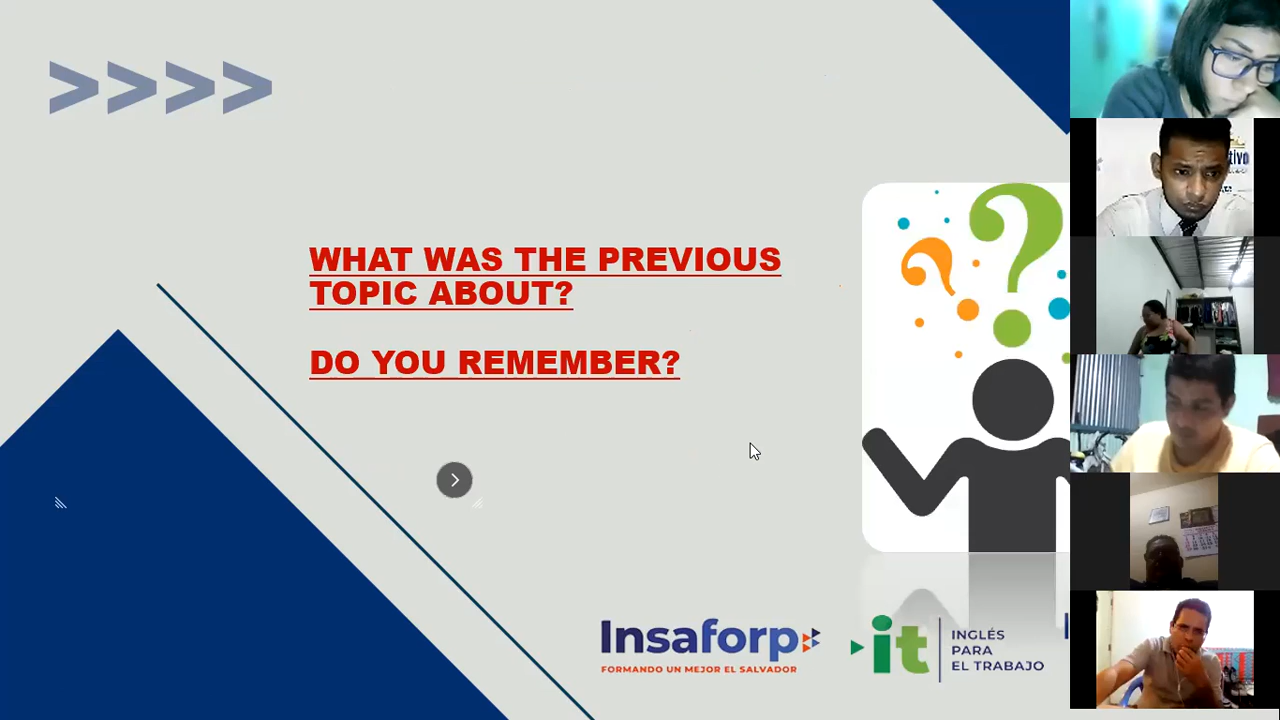 >>>>
WHAT WAS THE PREVIOUS
TOPIC ABOUT?
DO YOU REMEMBER?
Insaforp
FORMANDO UN MEJOR EL SALVADOR
it
INGLÉS
PARA
EL TRABAJO
tivo